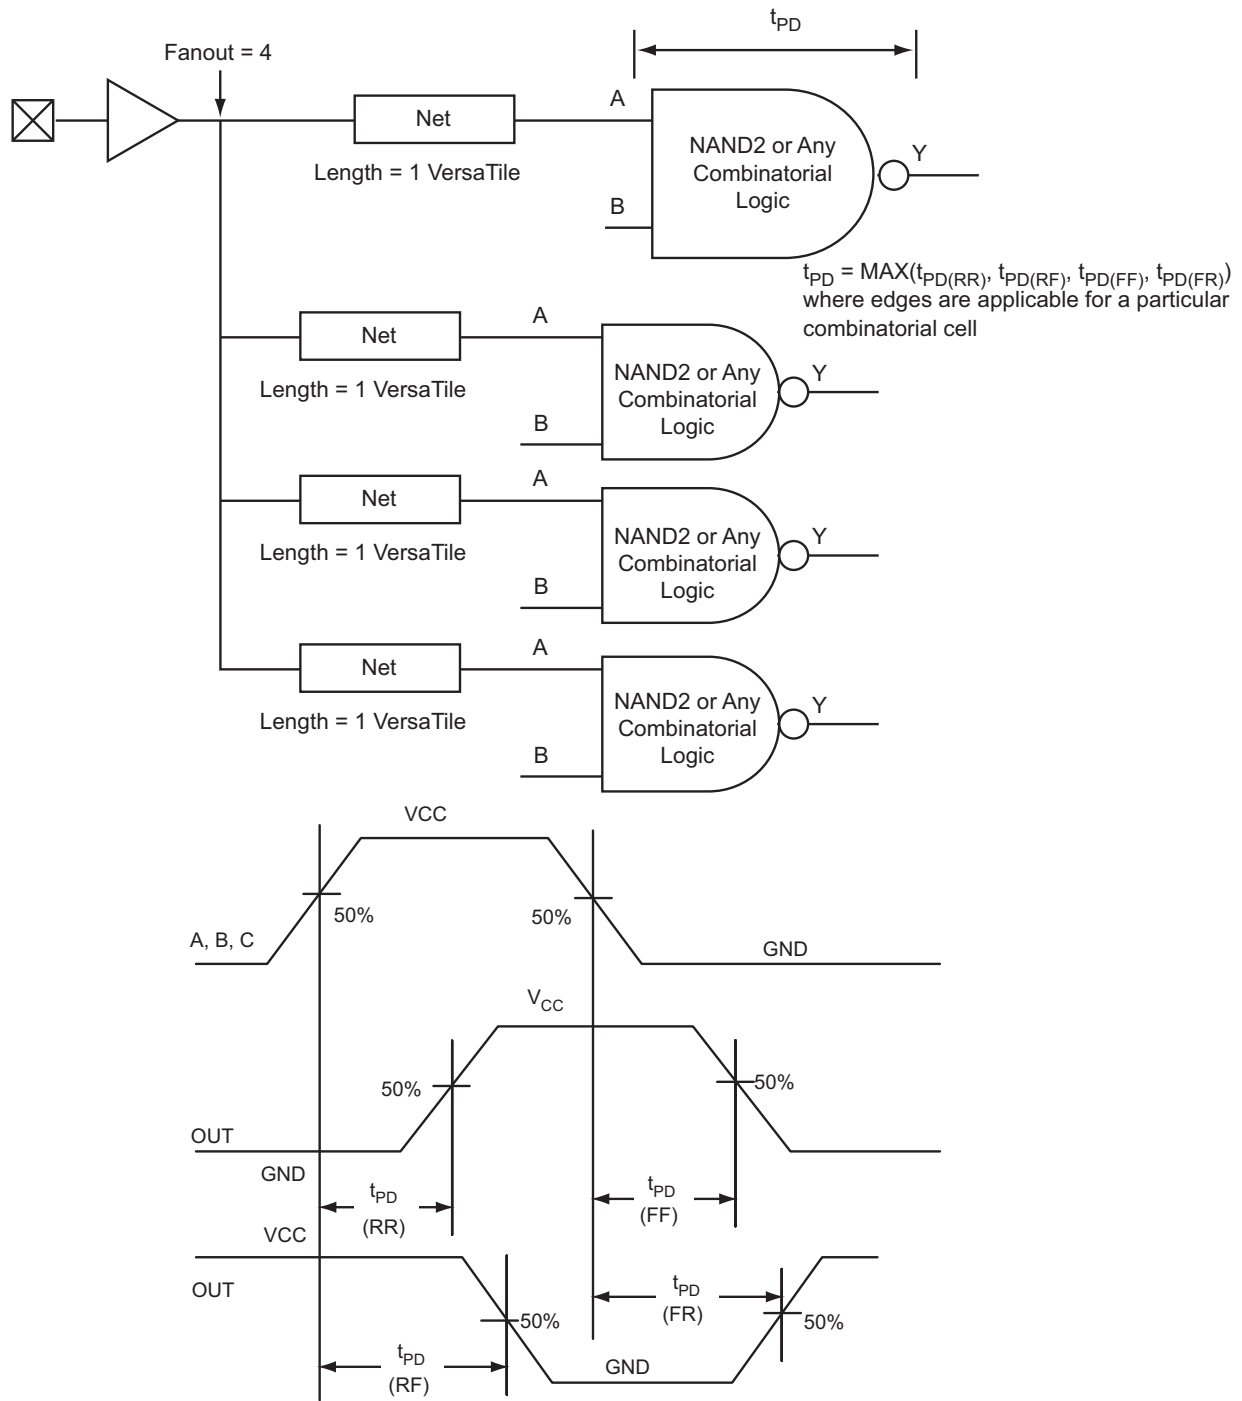 tPD
Fanout = 4
Net
Length = 1 VersaTile
A
B
NAND2 or Any
Combinatorial
Logic
Y
tPD = MAX(tPD(RR), tPD(RF), tPD(FF), tPD(FR))
where edges are applicable for a particular
combinatorial cell
Net
Length = 1 VersaTile
A
B
NAND2 or Any
Combinatorial
Logic
Y
Net
Length = 1 VersaTile
A
B
NAND2 or Any
Combinatorial
Logic
Y
Net
Length = 1 VersaTile
A
B
NAND2 or Any
Combinatorial
Logic
Y
VCC
50%
50%
A, B, C
GND
VCC
50%
50%
OUT
GND
tPD
(RR)
tPD
(FF)
VCC
OUT
tPD
(FR)
50%
50%
tPD
(RF)
GND